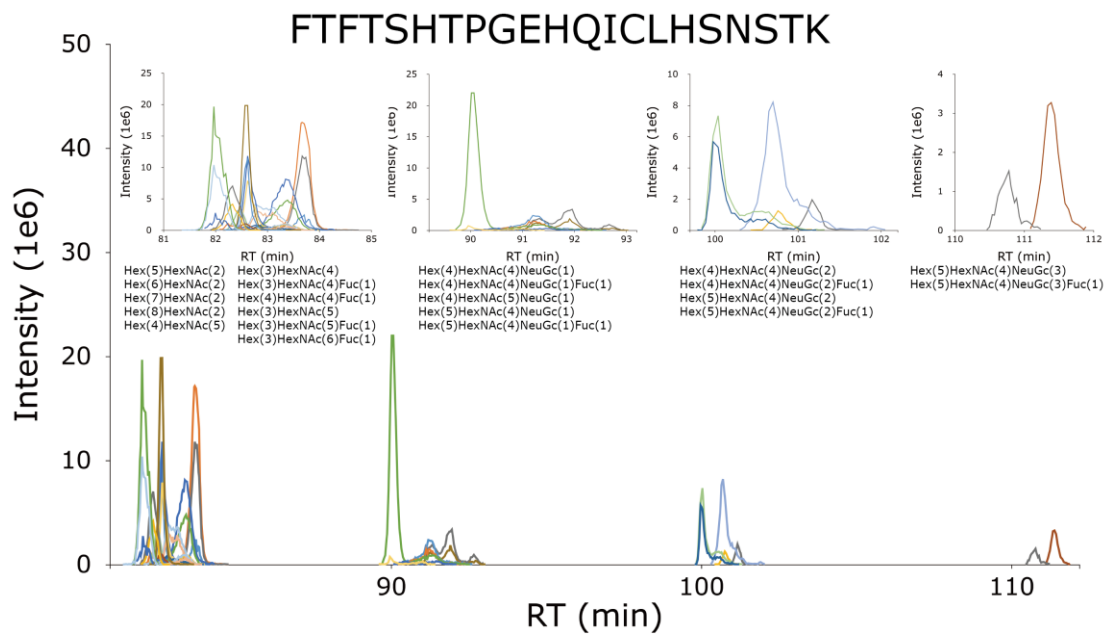 FTFTSHTPGEHQICLHSNSTK
Intensity (1e6)
50
40
30
20
10
0
90
100
110
RT (min)
Intensity (1e6)
25
20
15
10
5
0
81
82
83
84
85
RT (min)
Hex(5)HexNAc(2)
Hex(6)HexNAc(2)
Hex(7)HexNAc(2)
Hex(8)HexNAc(2)
Hex(4)HexNAc(5)
Hex(3)HexNAc(4)
Hex(3)HexNAc(4)Fuc(1)
Hex(4)HexNAc(4)Fuc(1)
Hex(3)HexNAc(5)
Hex(3)HexNAc(5)Fuc(1)
Hex(3)HexNAc(6)Fuc(1)
Intensity (1e6)
25
20
15
10
5
0
90
91
92
93
RT (min)
Hex(4)HexNAc(4)NeuGc(1)
Hex(4)HexNAc(4)NeuGc(1)Fuc(1)
Hex(4)HexNAc(5)NeuGc(1)
Hex(5)HexNAc(4)NeuGc(1)
Hex(5)HexNAc(4)NeuGc(1)Fuc(1)
Intensity (1e6)
10
8
6
4
2
0
100
101
102
RT (min)
Hex(4)HexNAc(4)NeuGc(2)
Hex(4)HexNAc(4)NeuGc(2)Fuc(1)
Hex(5)HexNAc(4)NeuGc(2)
Hex(5)HexNAc(4)NeuGc(2)Fuc(1)
Intensity (1e6)
4
3
2
1
0
110
111
112
RT (min)
Hex(5)HexNAc(4)NeuGc(3)
Hex(5)HexNAc(4)NeuGc(3)Fuc(1)